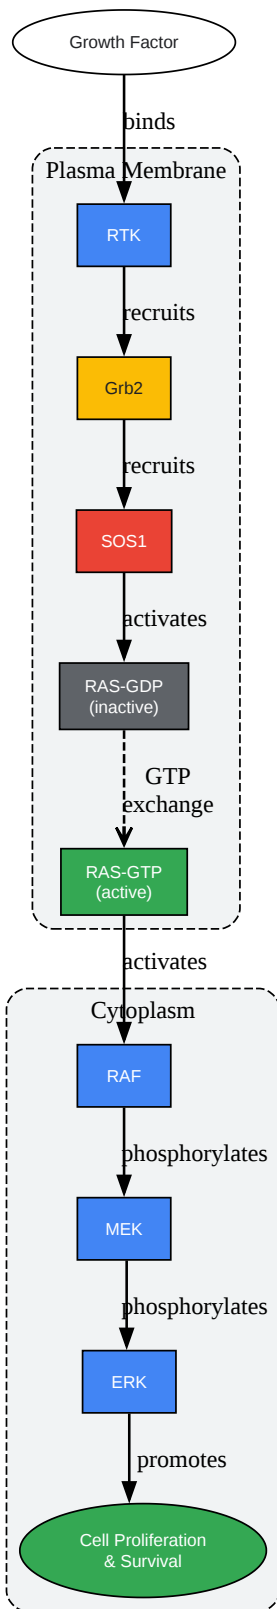 Growth Factor
binds
Plasma Membrane
RTK
recruits
Grb2
recruits
SOS1
activates
RAS-GDP
(inactive)
GTP
exchange
RAS-GTP
(active)
activates
Cytoplasm
RAF
phosphorylates
MEK
phosphorylates
ERK
promotes
Cell Proliferation
& Survival